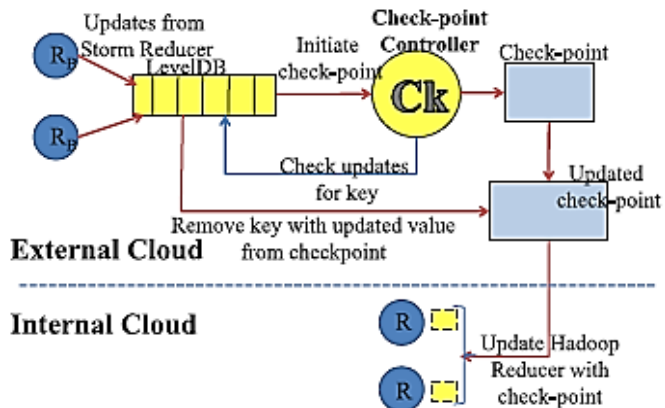 Updates from
Storm Reducer
R_B
LevelDB
R_B
Initiate
check-point
Check-point
Controller
Ck
Check-point
Check updates
for key
Updated
check-point
Remove key with updated value
from checkpoint
External Cloud
Internal Cloud
R
R
Update Hadoop
Reducer with
check-point